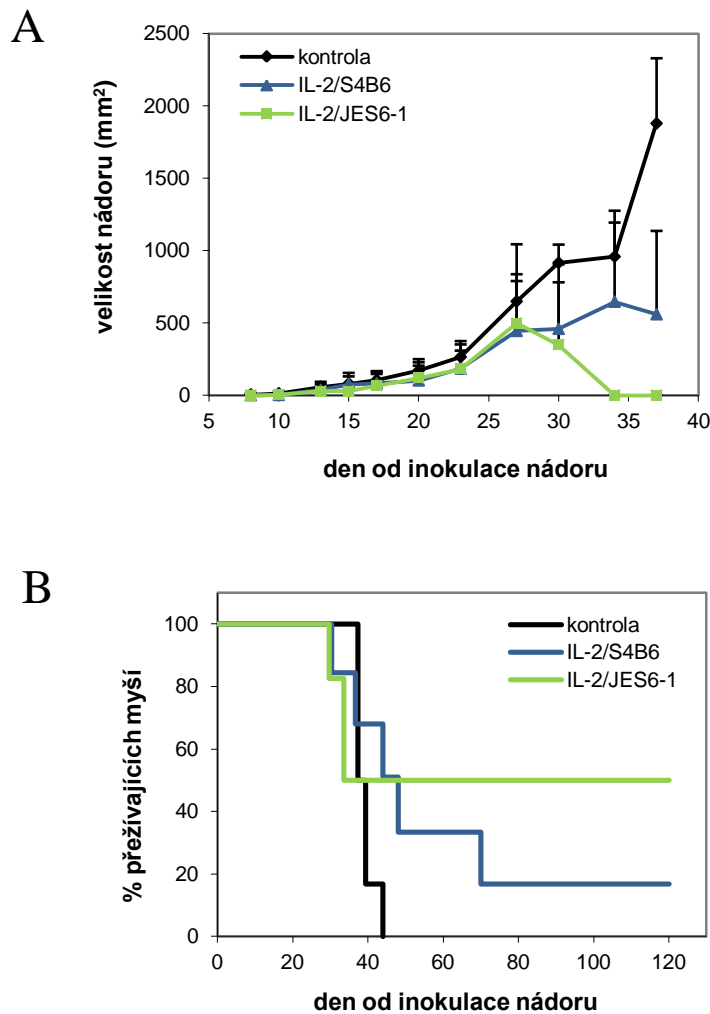 A
velikost nádoru (mm²)
2500
2000
1500
1000
500
0
kontrola
IL-2/S4B6
IL-2/JES6-1
5 10 15 20 25 30 35 40
den od inokulace nádoru
B
% přežívajících myší
100
80
60
40
20
0
kontrola
IL-2/S4B6
IL-2/JES6-1
0 20 40 60 80 100 120
den od inokulace nádoru